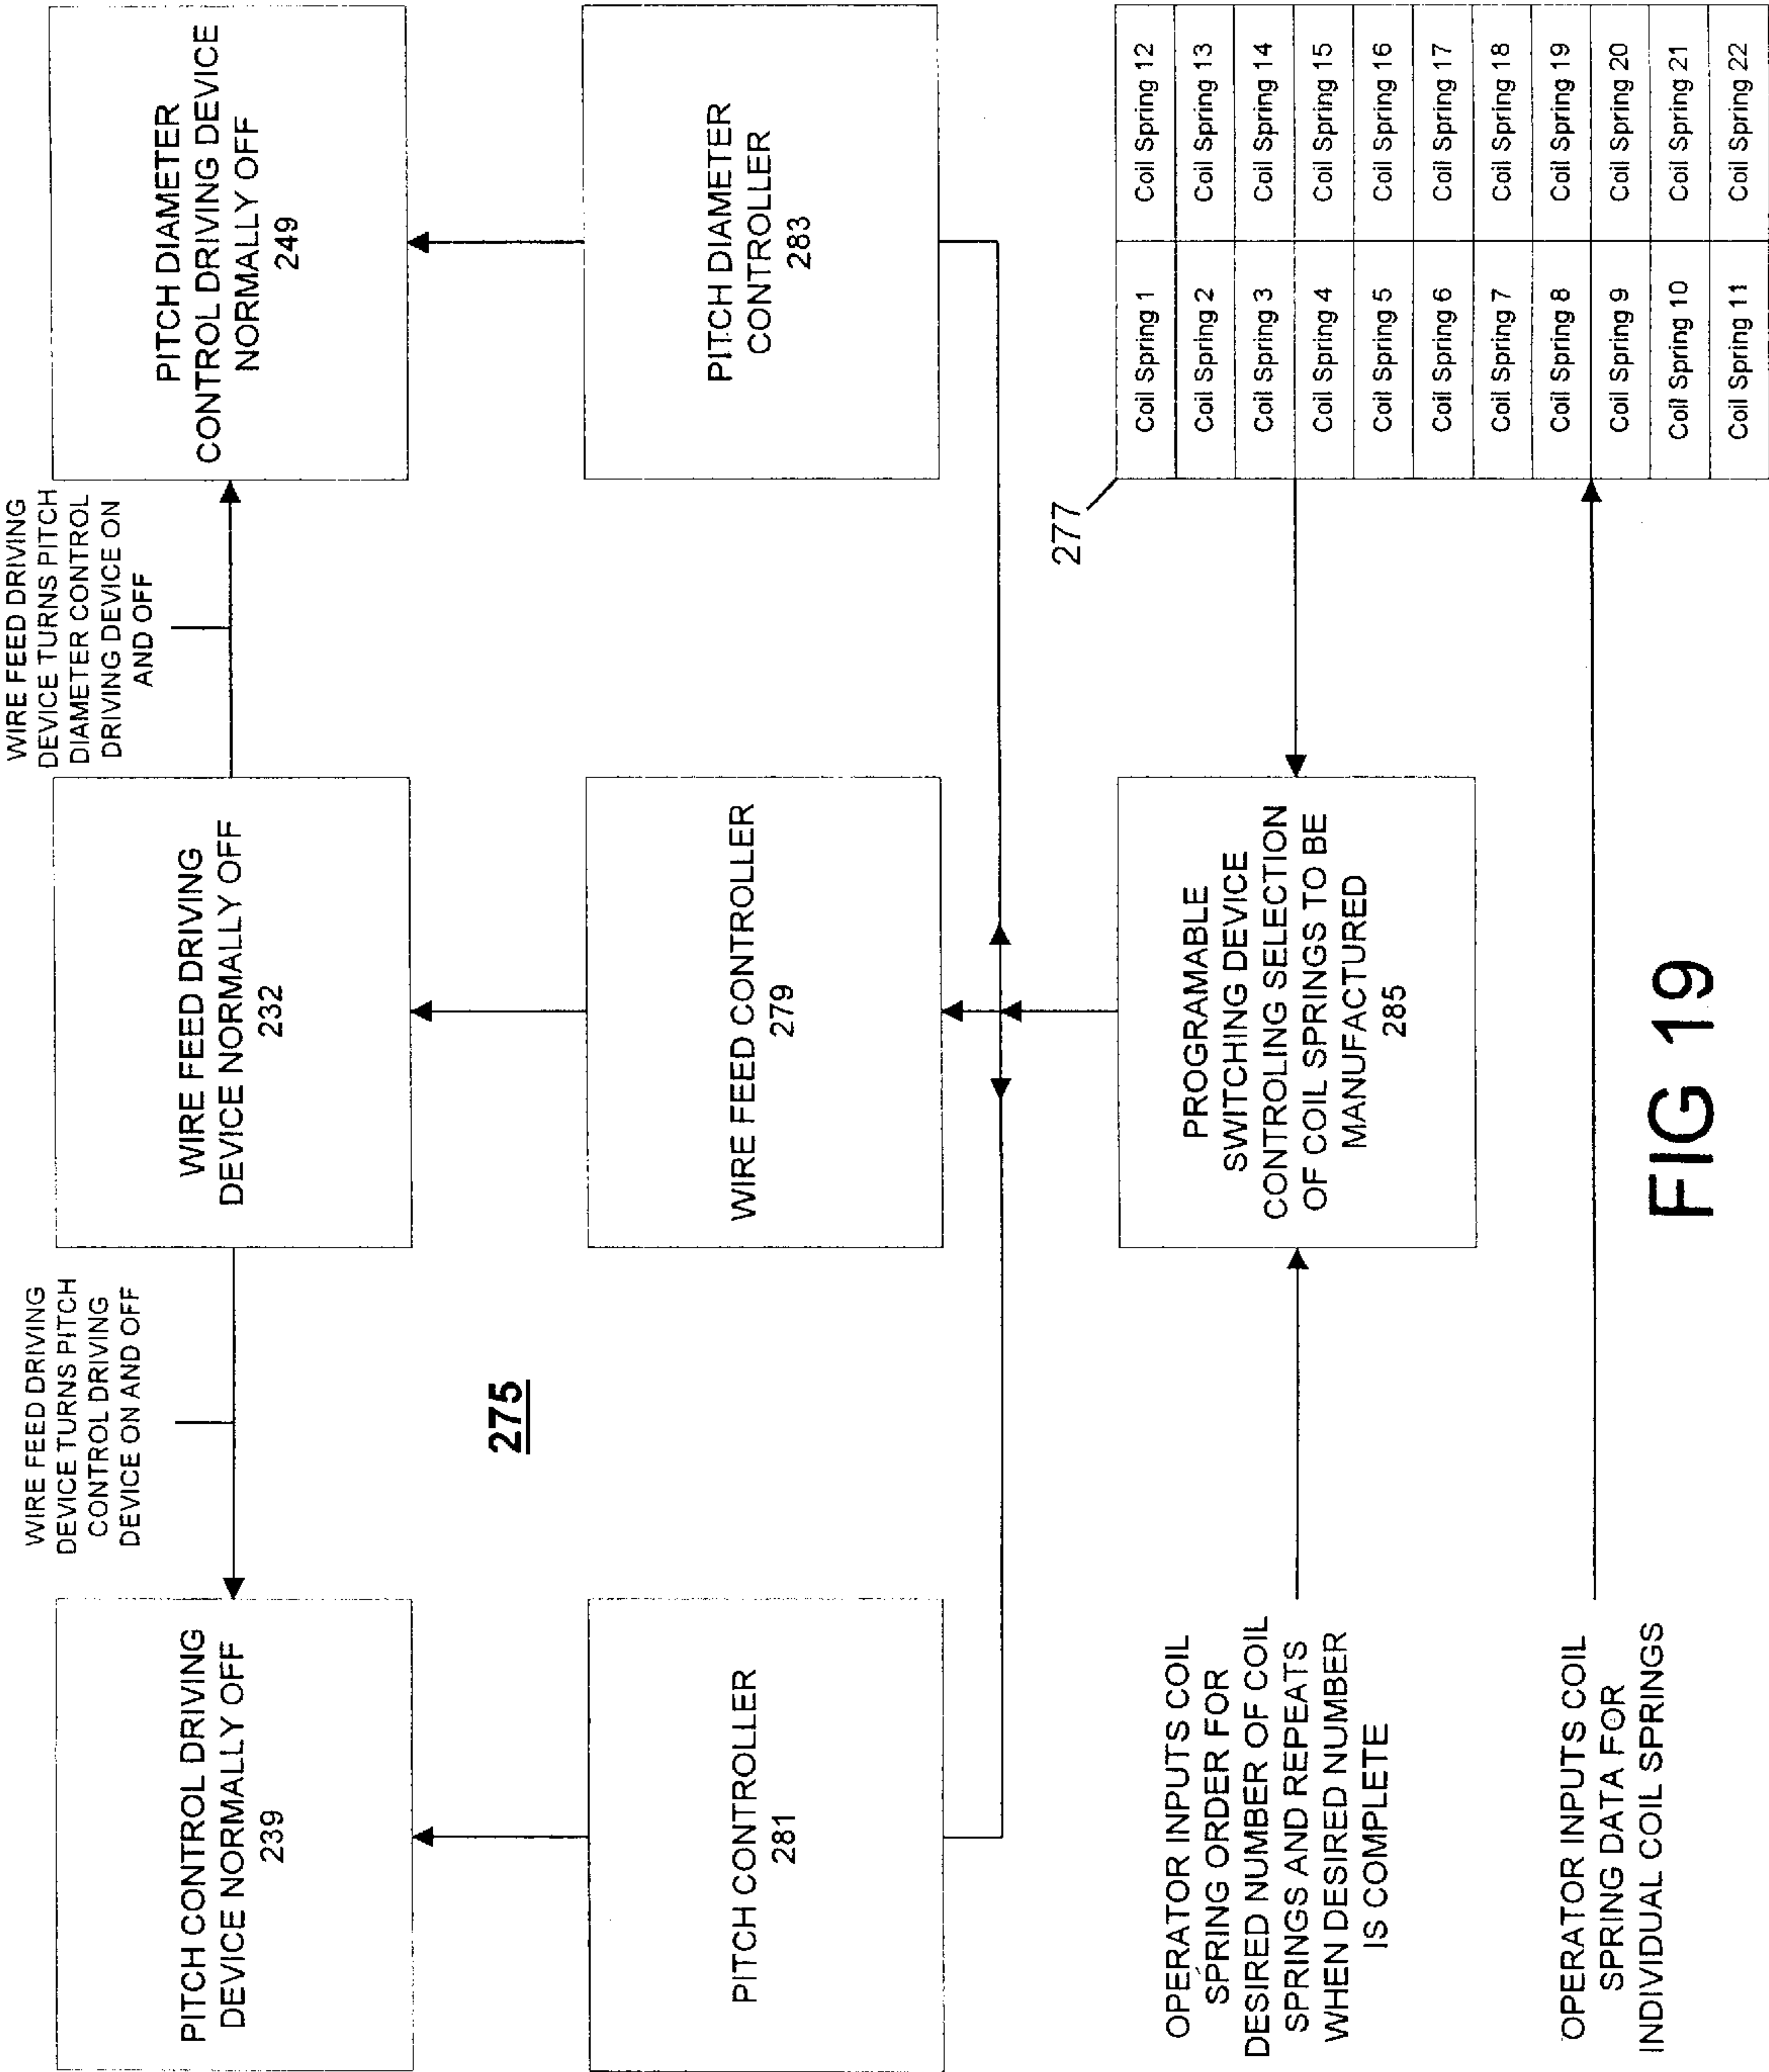 WIRE FEED DRIVING
DEVICE TURNS PITCH
CONTROL DRIVING
DEVICE ON AND OFF
WIRE FEED DRIVING
DEVICE TURNS PITCH
DIAMETER CONTROL
DRIVING DEVICE ON
AND OFF
PITCH CONTROL DRIVING
DEVICE NORMALLY OFF
239
WIRE FEED DRIVING
DEVICE NORMALLY OFF
232
PITCH DIAMETER
CONTROL DRIVING DEVICE
NORMALLY OFF
249
275
PITCH CONTROLLER
281
WIRE FEED CONTROLLER
279
PITCH DIAMETER
CONTROLLER
283
OPERATOR INPUTS COIL
SPRING ORDER FOR
DESIRED NUMBER OF COIL
SPRINGS AND REPEATS
WHEN DESIRED NUMBER
IS COMPLETE
PROGRAMABLE
SWITCHING DEVICE
CONTROLING SELECTION
OF COIL SPRINGS TO BE
MANUFACTURED
285
277
Coil Spring 1 Coil Spring 12
Coil Spring 2 Coil Spring 13
Coil Spring 3 Coil Spring 14
Coil Spring 4 Coil Spring 15
Coil Spring 5 Coil Spring 16
Coil Spring 6 Coil Spring 17
Coil Spring 7 Coil Spring 18
Coil Spring 8 Coil Spring 19
Coil Spring 9 Coil Spring 20
Coil Spring 10 Coil Spring 21
Coil Spring 11 Coil Spring 22
OPERATOR INPUTS COIL
SPRING DATA FOR
INDIVIDUAL COIL SPRINGS
FIG 19